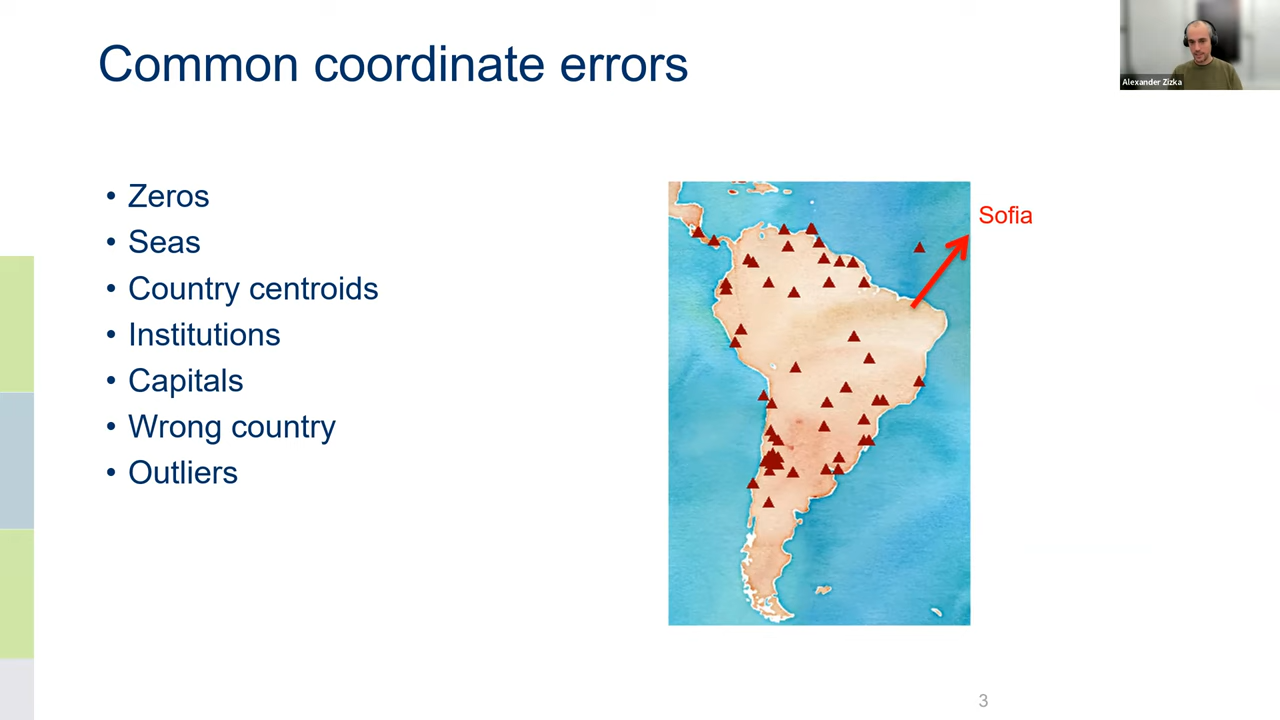 Common coordinate errors
Alexander Zizka
• Zeros
• Seas
• Country centroids
• Institutions
• Capitals
• Wrong country
• Outliers
Sofia
3